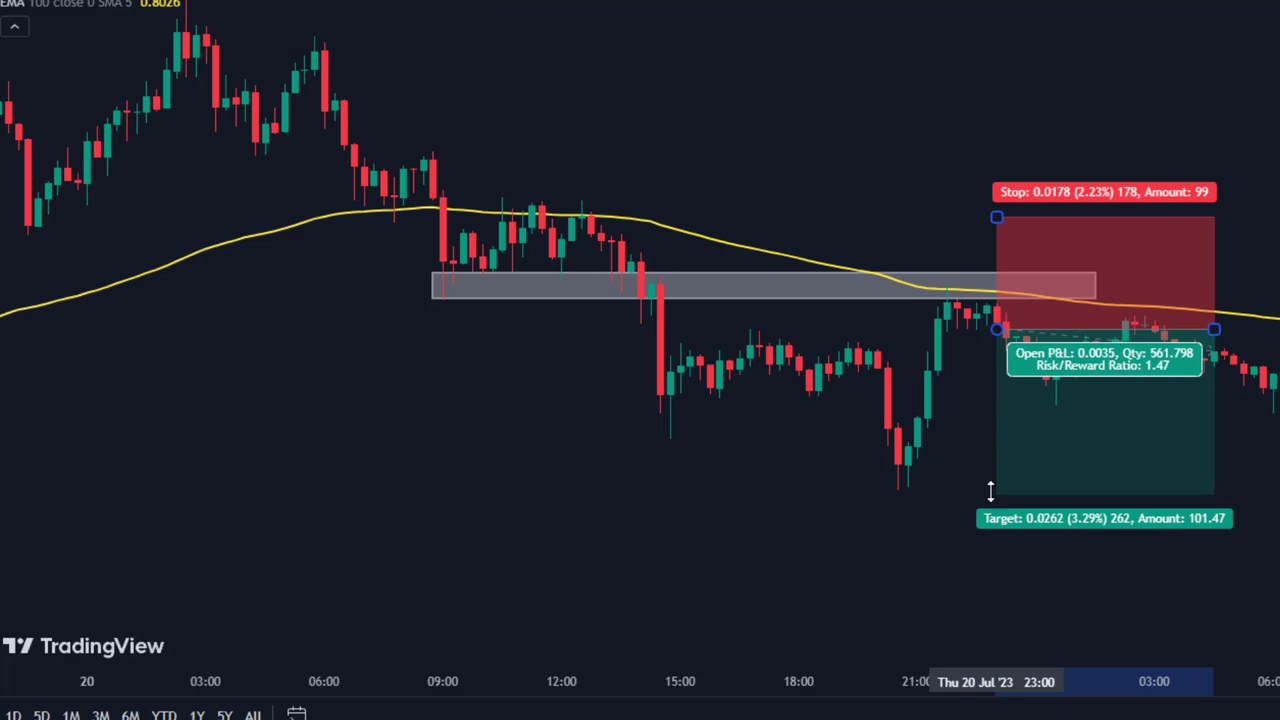 EMA 100 close 0 SMA 5 0.8026
Stop: 0.0178 (2.23%) 178, Amount: 99
Open P&L: 0.0035, Qty: 561.798
Risk/Reward Ratio: 1.47
Target: 0.0262 (3.29%) 262, Amount: 101.47
TradingView
20 03:00 06:00 09:00 12:00 15:00 18:00 21:00 Thu 20 Jul '23 23:00 03:00 06:0
1D 5D 1M 3M 6M YTD 1Y 5Y All